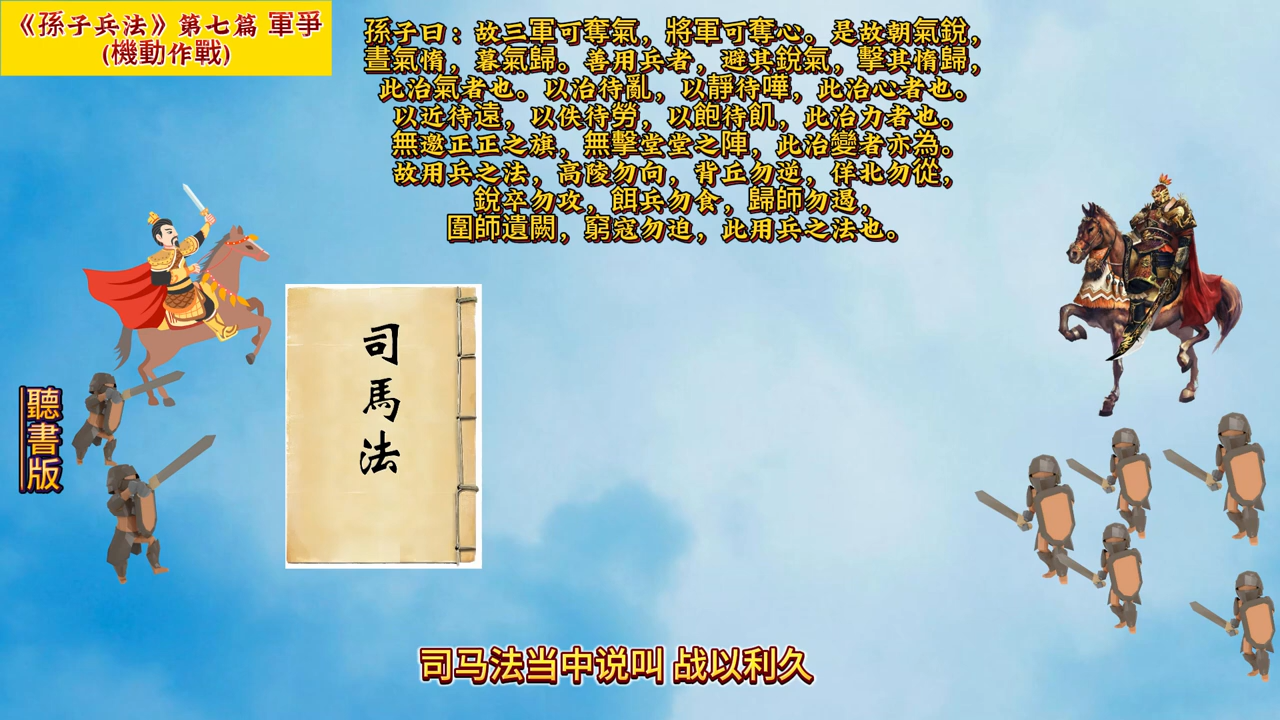 《孫子兵法》第七篇 軍爭
(機動作戰)
孫子曰：故三軍可奪氣，將軍可奪心。是故朝氣銳，
晝氣惰，暮氣歸。善用兵者，避其銳氣，擊其惰歸，
此治氣者也。以治待亂，以靜待嘩，此治心者也。
以近待遠，以佚待勞，以飽待飢，此治力者也。
無邀正正之旗，無擊堂堂之陣，此治變者亦為。
故用兵之法，高陵勿向，背丘勿逆，佯北勿從，
銳卒勿攻，餌兵勿食，歸師勿遏，
圍師遺闕，窮寇勿迫，此用兵之法也。
司馬法
聽書版
司马法当中说叫 战以利久